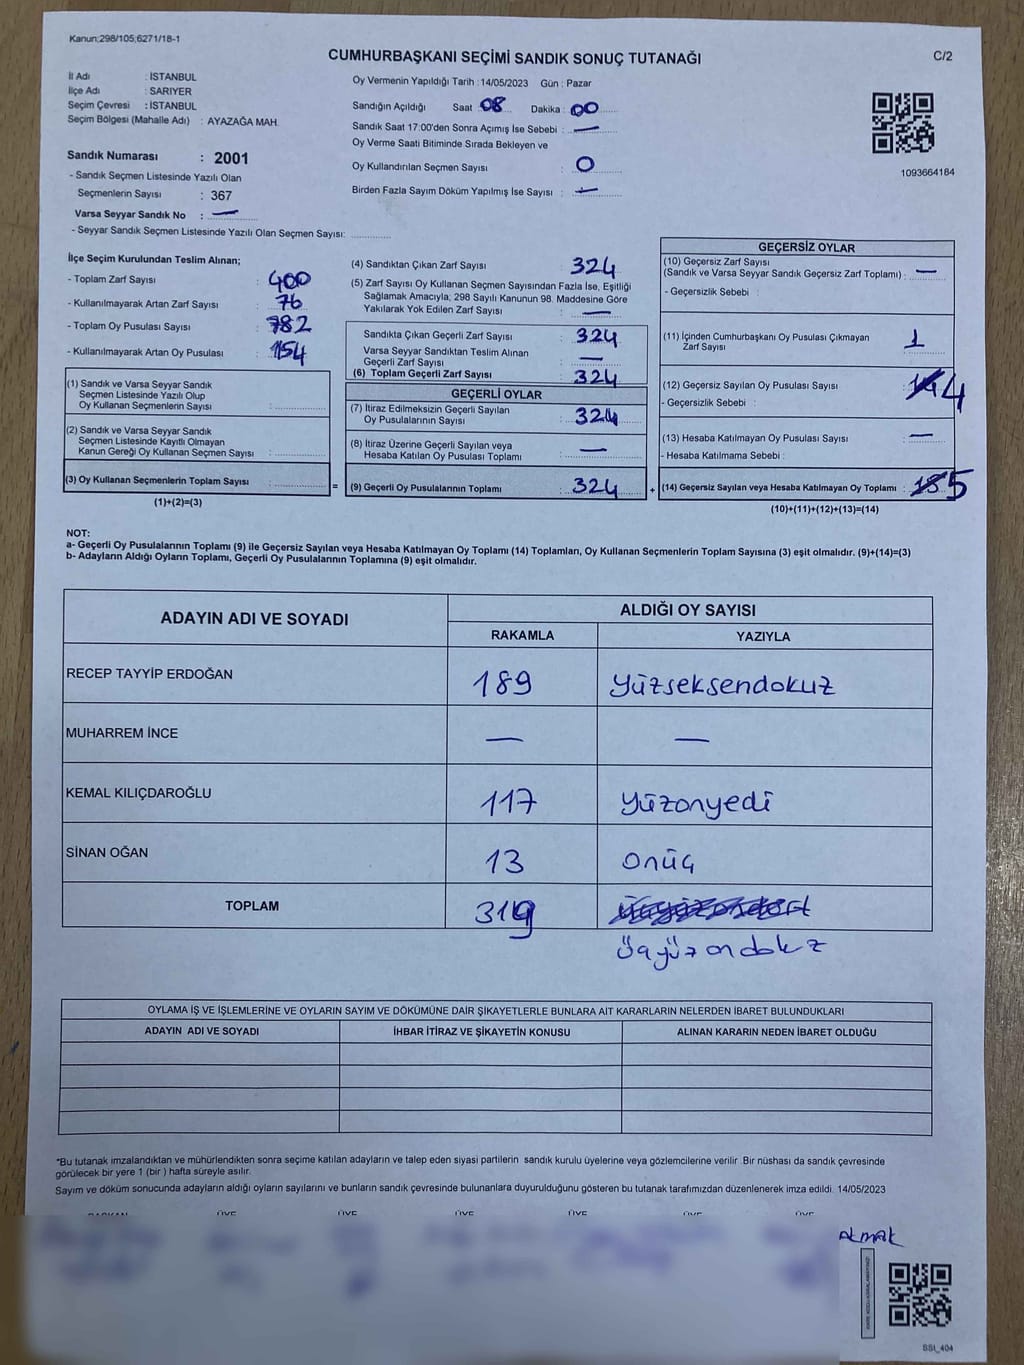 Kanun;298/105;6271/18-1
CUMHURBAŞKANI SEÇİMİ SANDIK SONUÇ TUTANAĞI
C/2
İl Adı : İSTANBUL
İlçe Adı : SARIYER
Seçim Çevresi : İSTANBUL
Seçim Bölgesi (Mahalle Adı) : AYAZAĞA MAH.
Sandık Numarası : 2001
- Sandık Seçmen Listesinde Yazılı Olan
Seçmenlerin Sayısı : 367
Varsa Seyyar Sandık No : —
- Seyyar Sandık Seçmen Listesinde Yazılı Olan Seçmen Sayısı: ..............
Oy Vermenin Yapıldığı Tarih : 14/05/2023 Gün : Pazar
Sandığın Açıldığı Saat 08 Dakika : 00
Sandık Saat 17:00'den Sonra Açımış İse Sebebi : —
Oy Verme Saati Bitiminde Sırada Bekleyen ve
Oy Kullandırılan Seçmen Sayısı : 0
Birden Fazla Sayım Döküm Yapılmış İse Sayısı : —
1093664184
İlçe Seçim Kurulundan Teslim Alınan;
- Toplam Zarf Sayısı : 400
- Kullanılmayarak Artan Zarf Sayısı : 76
- Toplam Oy Pusulası Sayısı : 782
- Kullanılmayarak Artan Oy Pusulası : 454
(1) Sandık ve Varsa Seyyar Sandık
Seçmen Listesinde Yazılı Olup
Oy Kullanan Seçmenlerin Sayısı : ..............
(2) Sandık ve Varsa Seyyar Sandık
Seçmen Listesinde Kayıtlı Olmayan
Kanun Gereği Oy Kullanan Seçmen Sayısı : ..............
(3) Oy Kullanan Seçmenlerin Toplam Sayısı : ..............
(1)+(2)=(3)
(4) Sandıktan Çıkan Zarf Sayısı : 324
(5) Zarf Sayısı Oy Kullanan Seçmen Sayısından Fazla İse, Eşitliği
Sağlamak Amacıyla, 298 Sayılı Kanunun 98. Maddesine Göre
Yakılarak Yok Edilen Zarf Sayısı : —
Sandıkta Çıkan Geçerli Zarf Sayısı : 324
Varsa Seyyar Sandıktan Teslim Alınan
Geçerli Zarf Sayısı : —
(6) Toplam Geçerli Zarf Sayısı : 324
GEÇERLİ OYLAR
(7) İtiraz Edilmeksizin Geçerli Sayılan
Oy Pusulalarının Sayısı : 324
(8) İtiraz Üzerine Geçerli Sayılan veya
Hesaba Katılan Oy Pusulası Toplamı : —
= (9) Geçerli Oy Pusulalarının Toplamı : 324
GEÇERSİZ OYLAR
(10) Geçersiz Zarf Sayısı
(Sandık ve Varsa Seyyar Sandık Geçersiz Zarf Toplamı) : —
- Geçersizlik Sebebi :
(11) İçinden Cumhurbaşkanı Oy Pusulası Çıkmayan
Zarf Sayısı : 1
(12) Geçersiz Sayılan Oy Pusulası Sayısı : 4
- Geçersizlik Sebebi :
(13) Hesaba Katılmayan Oy Pusulası Sayısı : —
- Hesaba Katılmama Sebebi :
+ (14) Geçersiz Sayılan veya Hesaba Katılmayan Oy Toplamı : 5
(10)+(11)+(12)+(13)=(14)
NOT:
a- Geçerli Oy Pusulalarının Toplamı (9) ile Geçersiz Sayılan veya Hesaba Katılmayan Oy Toplamı (14) Toplamları, Oy Kullanan Seçmenlerin Toplam Sayısına (3) eşit olmalıdır. (9)+(14)=(3)
b- Adayların Aldığı Oyların Toplamı, Geçerli Oy Pusulalarının Toplamına (9) eşit olmalıdır.
ADAYIN ADI VE SOYADI
ALDIĞI OY SAYISI
RAKAMLA YAZIYLA
RECEP TAYYİP ERDOĞAN 189 yüzseksendokuz
MUHARREM İNCE — —
KEMAL KILIÇDAROĞLU 117 yüzonyedi
SİNAN OĞAN 13 onüç
TOPLAM 319
üçyüzondokuz
OYLAMA İŞ VE İŞLEMLERİNE VE OYLARIN SAYIM VE DÖKÜMÜNE DAİR ŞİKAYETLERLE BUNLARA AİT KARARLARIN NELERDEN İBARET BULUNDUKLARI
ADAYIN ADI VE SOYADI İHBAR İTİRAZ VE ŞİKAYETİN KONUSU ALINAN KARARIN NEDEN İBARET OLDUĞU
*Bu tutanak imzalandıktan ve mühürlendikten sonra seçime katılan adayların ve talep eden siyasi partilerin sandık kurulu üyelerine veya gözlemcilerine verilir. Bir nüshası da sandık çevresinde
görülecek bir yere 1 (bir ) hafta süreyle asılır.
Sayım ve döküm sonucunda adayların aldığı oyların sayılarını ve bunların sandık çevresinde bulunanlara duyurulduğunu gösteren bu tutanak tarafımızdan düzenlenerek imza edildi. 14/05/2023
BAŞKAN ÜYE ÜYE ÜYE ÜYE ÜYE ÜYE
SSI_404